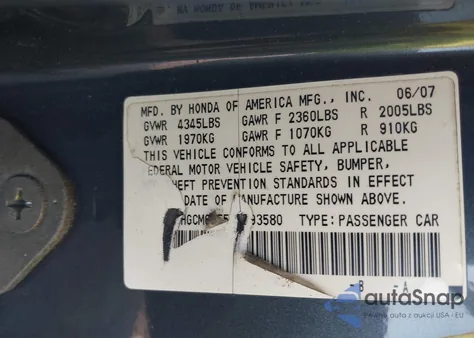 MFD. BY HONDA OF AMERICA MFG., INC. 06/07
GVWR 4345LBS GAWR F 2360LBS R 2005LBS
GVWR 1970KG GAWR F 1070KG R 910KG
THIS VEHICLE CONFORMS TO ALL APPLICABLE
EDERAL MOTOR VEHICLE SAFETY, BUMPER,
HEFT PREVENTION STANDARDS IN EFFECT
DATE OF MANUFACTURE SHOWN ABOVE.
93580 TYPE: PASSENGER CAR
B A
autoSnap